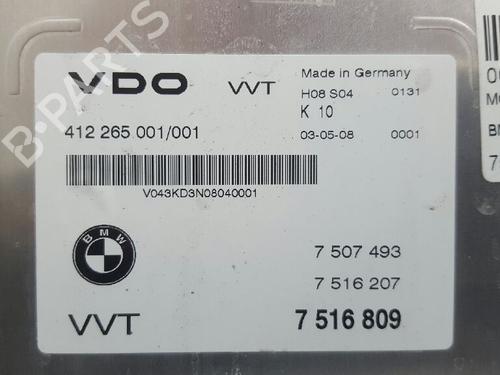 VDO VVT Made in Germany
H08 S04 0131
K 10
412 265 001/001 03-05-08 0001
V043KD3N08040001
BMW
7 507 493
7 516 207
VVT 7 516 809
B-PARTS